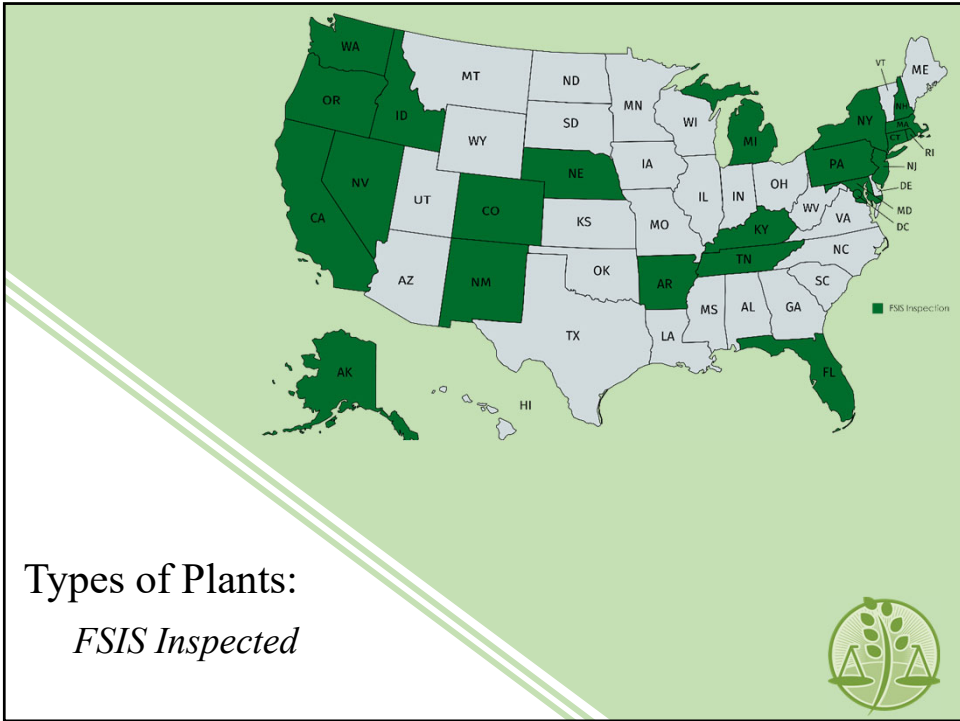 WA
MT
ND
MN
VT
ME
OR
ID
WY
SD
WI
MI
NY
NH
MA
CT
RI
NV
UT
CO
NE
IA
IL
IN
OH
PA
NJ
DE
MD
DC
CA
AZ
NM
KS
MO
KY
WV
VA
OK
AR
TN
NC
SC
TX
LA
MS
AL
GA
FSIS Inspection
AK
HI
FL
Types of Plants:
FSIS Inspected